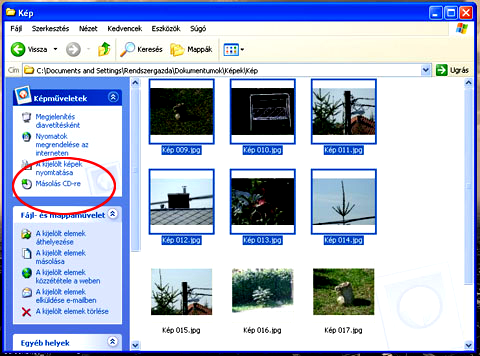 Kép
Fájl Szerkesztés Nézet Kedvencek Eszközök Súgó
Vissza Keresés Mappák
Cím C:\Documents and Settings\Rendszergazda\Dokumentumok\Képek\Kép Ugrás
Képműveletek
Megjelenítés
diavetítésként
Nyomatok
megrendelése az
interneten
A kijelölt képek
nyomtatása
Másolás CD-re
Fájl- és mappaművelet
A kijelölt elemek
áthelyezése
A kijelölt elemek
másolása
A kijelölt elemek
közzététele a weben
A kijelölt elemek
elküldése e-mailben
A kijelölt elemek törlése
Egyéb helyek
Kép 009.jpg
Kép 010.jpg
Kép 011.jpg
Kép 012.jpg
Kép 013.jpg
Kép 014.jpg
Kép 015.jpg
Kép 016.jpg
Kép 017.jpg